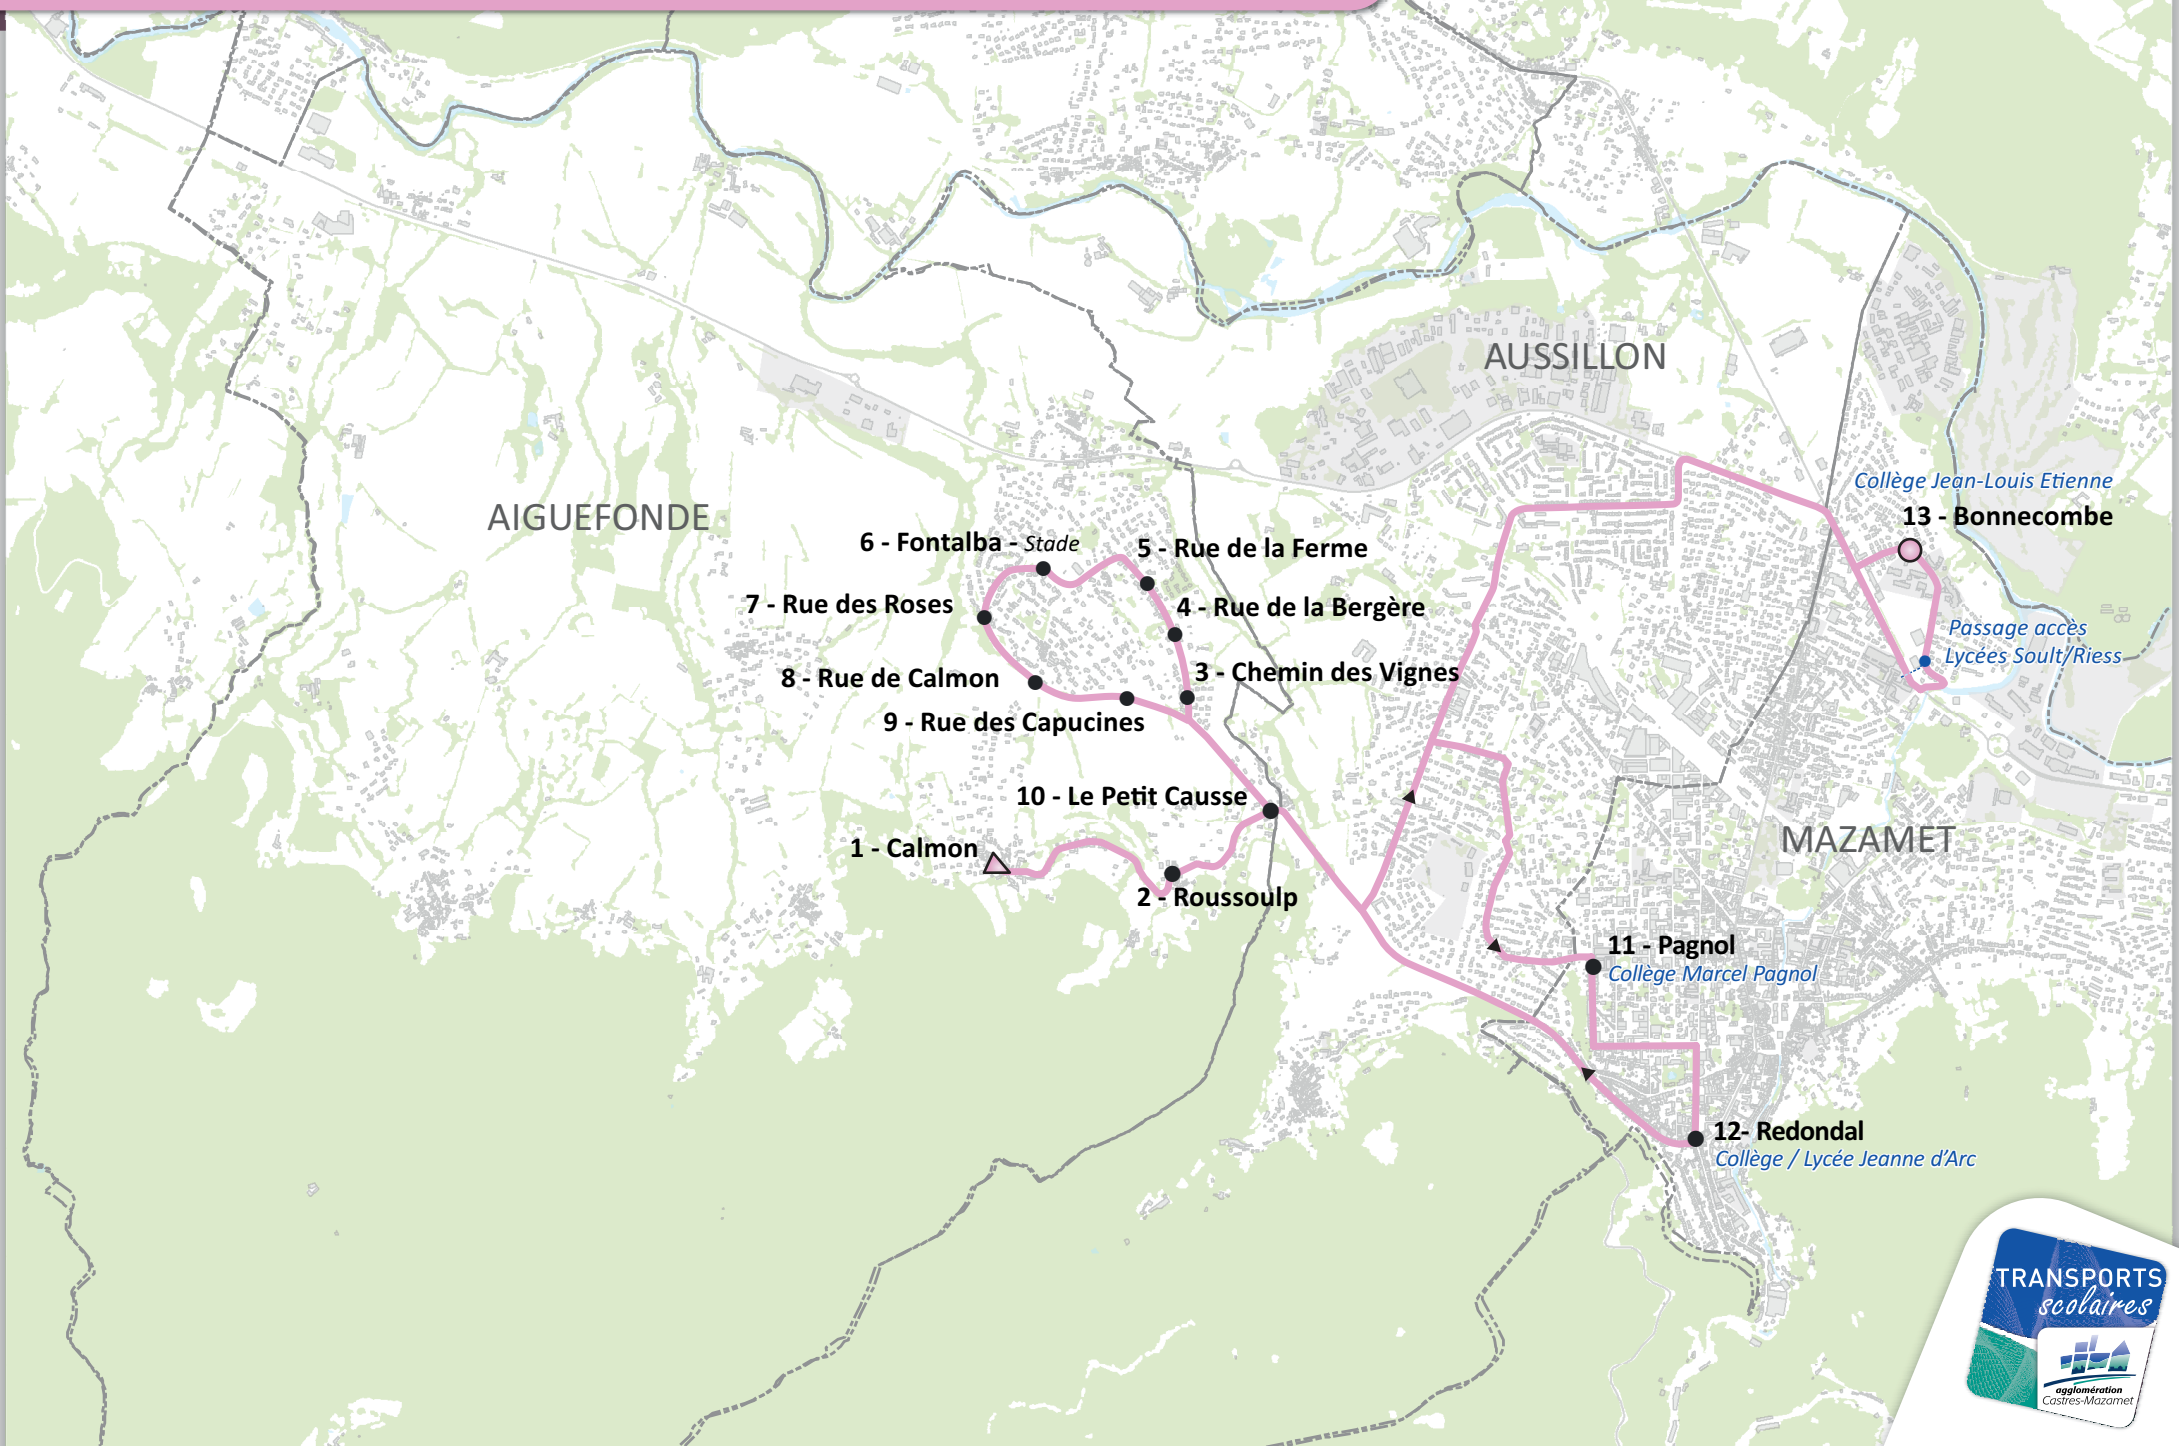 AUSSILLON
Collège Jean-Louis Etienne
13 - Bonnecombe
AIGUEFONDE
6 - Fontalba - Stade
5 - Rue de la Ferme
7 - Rue des Roses
4 - Rue de la Bergère
Passage accès
Lycées Soult/Riess
8 - Rue de Calmon
3 - Chemin des Vignes
9 - Rue des Capucines
10 - Le Petit Causse
MAZAMET
1 - Calmon
2 - Roussoulp
11 - Pagnol
Collège Marcel Pagnol
12- Redondal
Collège / Lycée Jeanne d'Arc
TRANSPORTS
scolaires
agglomération
Castres-Mazamet